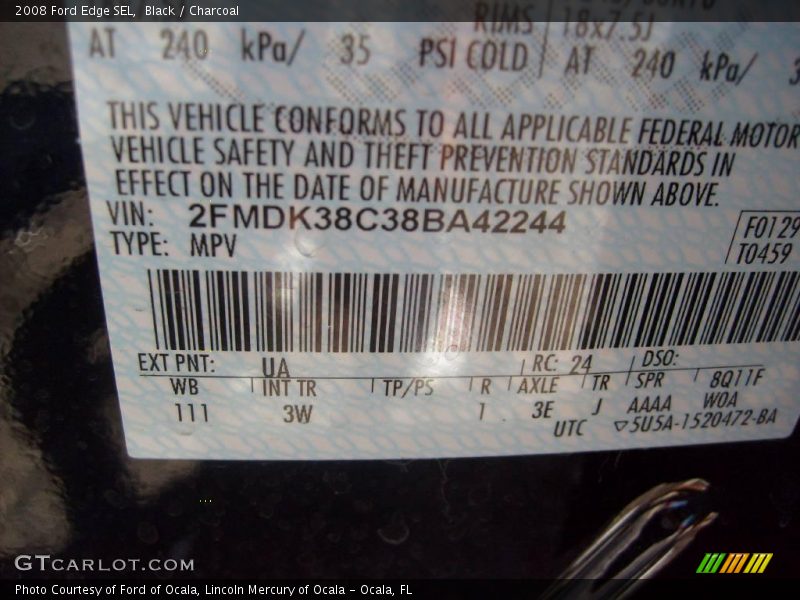 2008 Ford Edge SEL, Black / Charcoal
RIMS 18x7.5J
AT 240 kPa/ 35 PSI COLD AT 240 kPa/
THIS VEHICLE CONFORMS TO ALL APPLICABLE FEDERAL MOTOR
VEHICLE SAFETY AND THEFT PREVENTION STANDARDS IN
EFFECT ON THE DATE OF MANUFACTURE SHOWN ABOVE.
VIN: 2FMDK38C38BA42244
F0129
TYPE: MPV
T0459
EXT PNT: UA RC: 24 DSO:
WB INT TR TP/PS R AXLE TR SPR 8Q11F
111 3W 1 3E J AAAA W0A
UTC ▽5U5A-1520472-BA
GTCARLOT.COM
Photo Courtesy of Ford of Ocala, Lincoln Mercury of Ocala - Ocala, FL